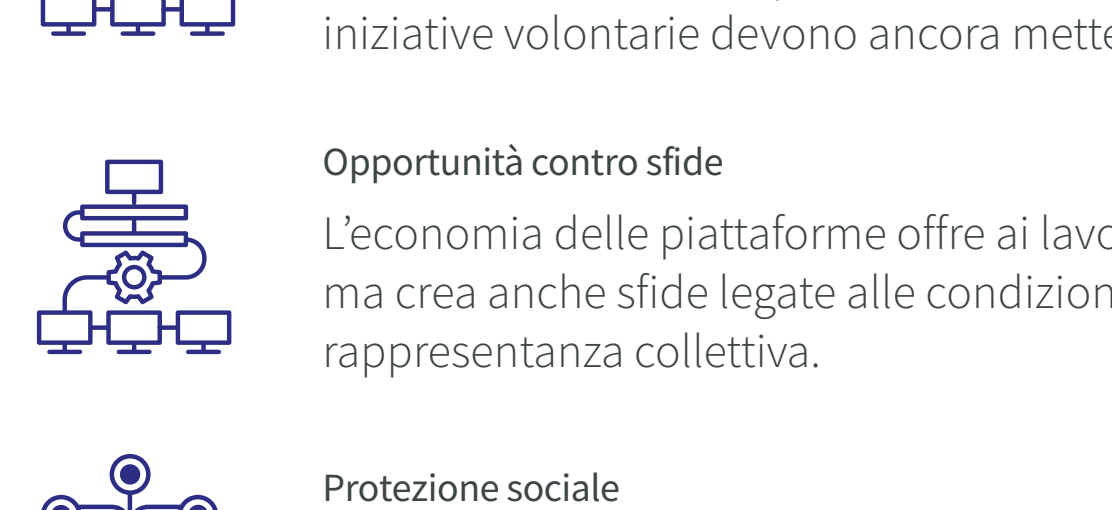 iniziative volontarie devono ancora mette
Opportunità contro sfide
L’economia delle piattaforme offre ai lavo
ma crea anche sfide legate alle condizion
rappresentanza collettiva.
Protezione sociale